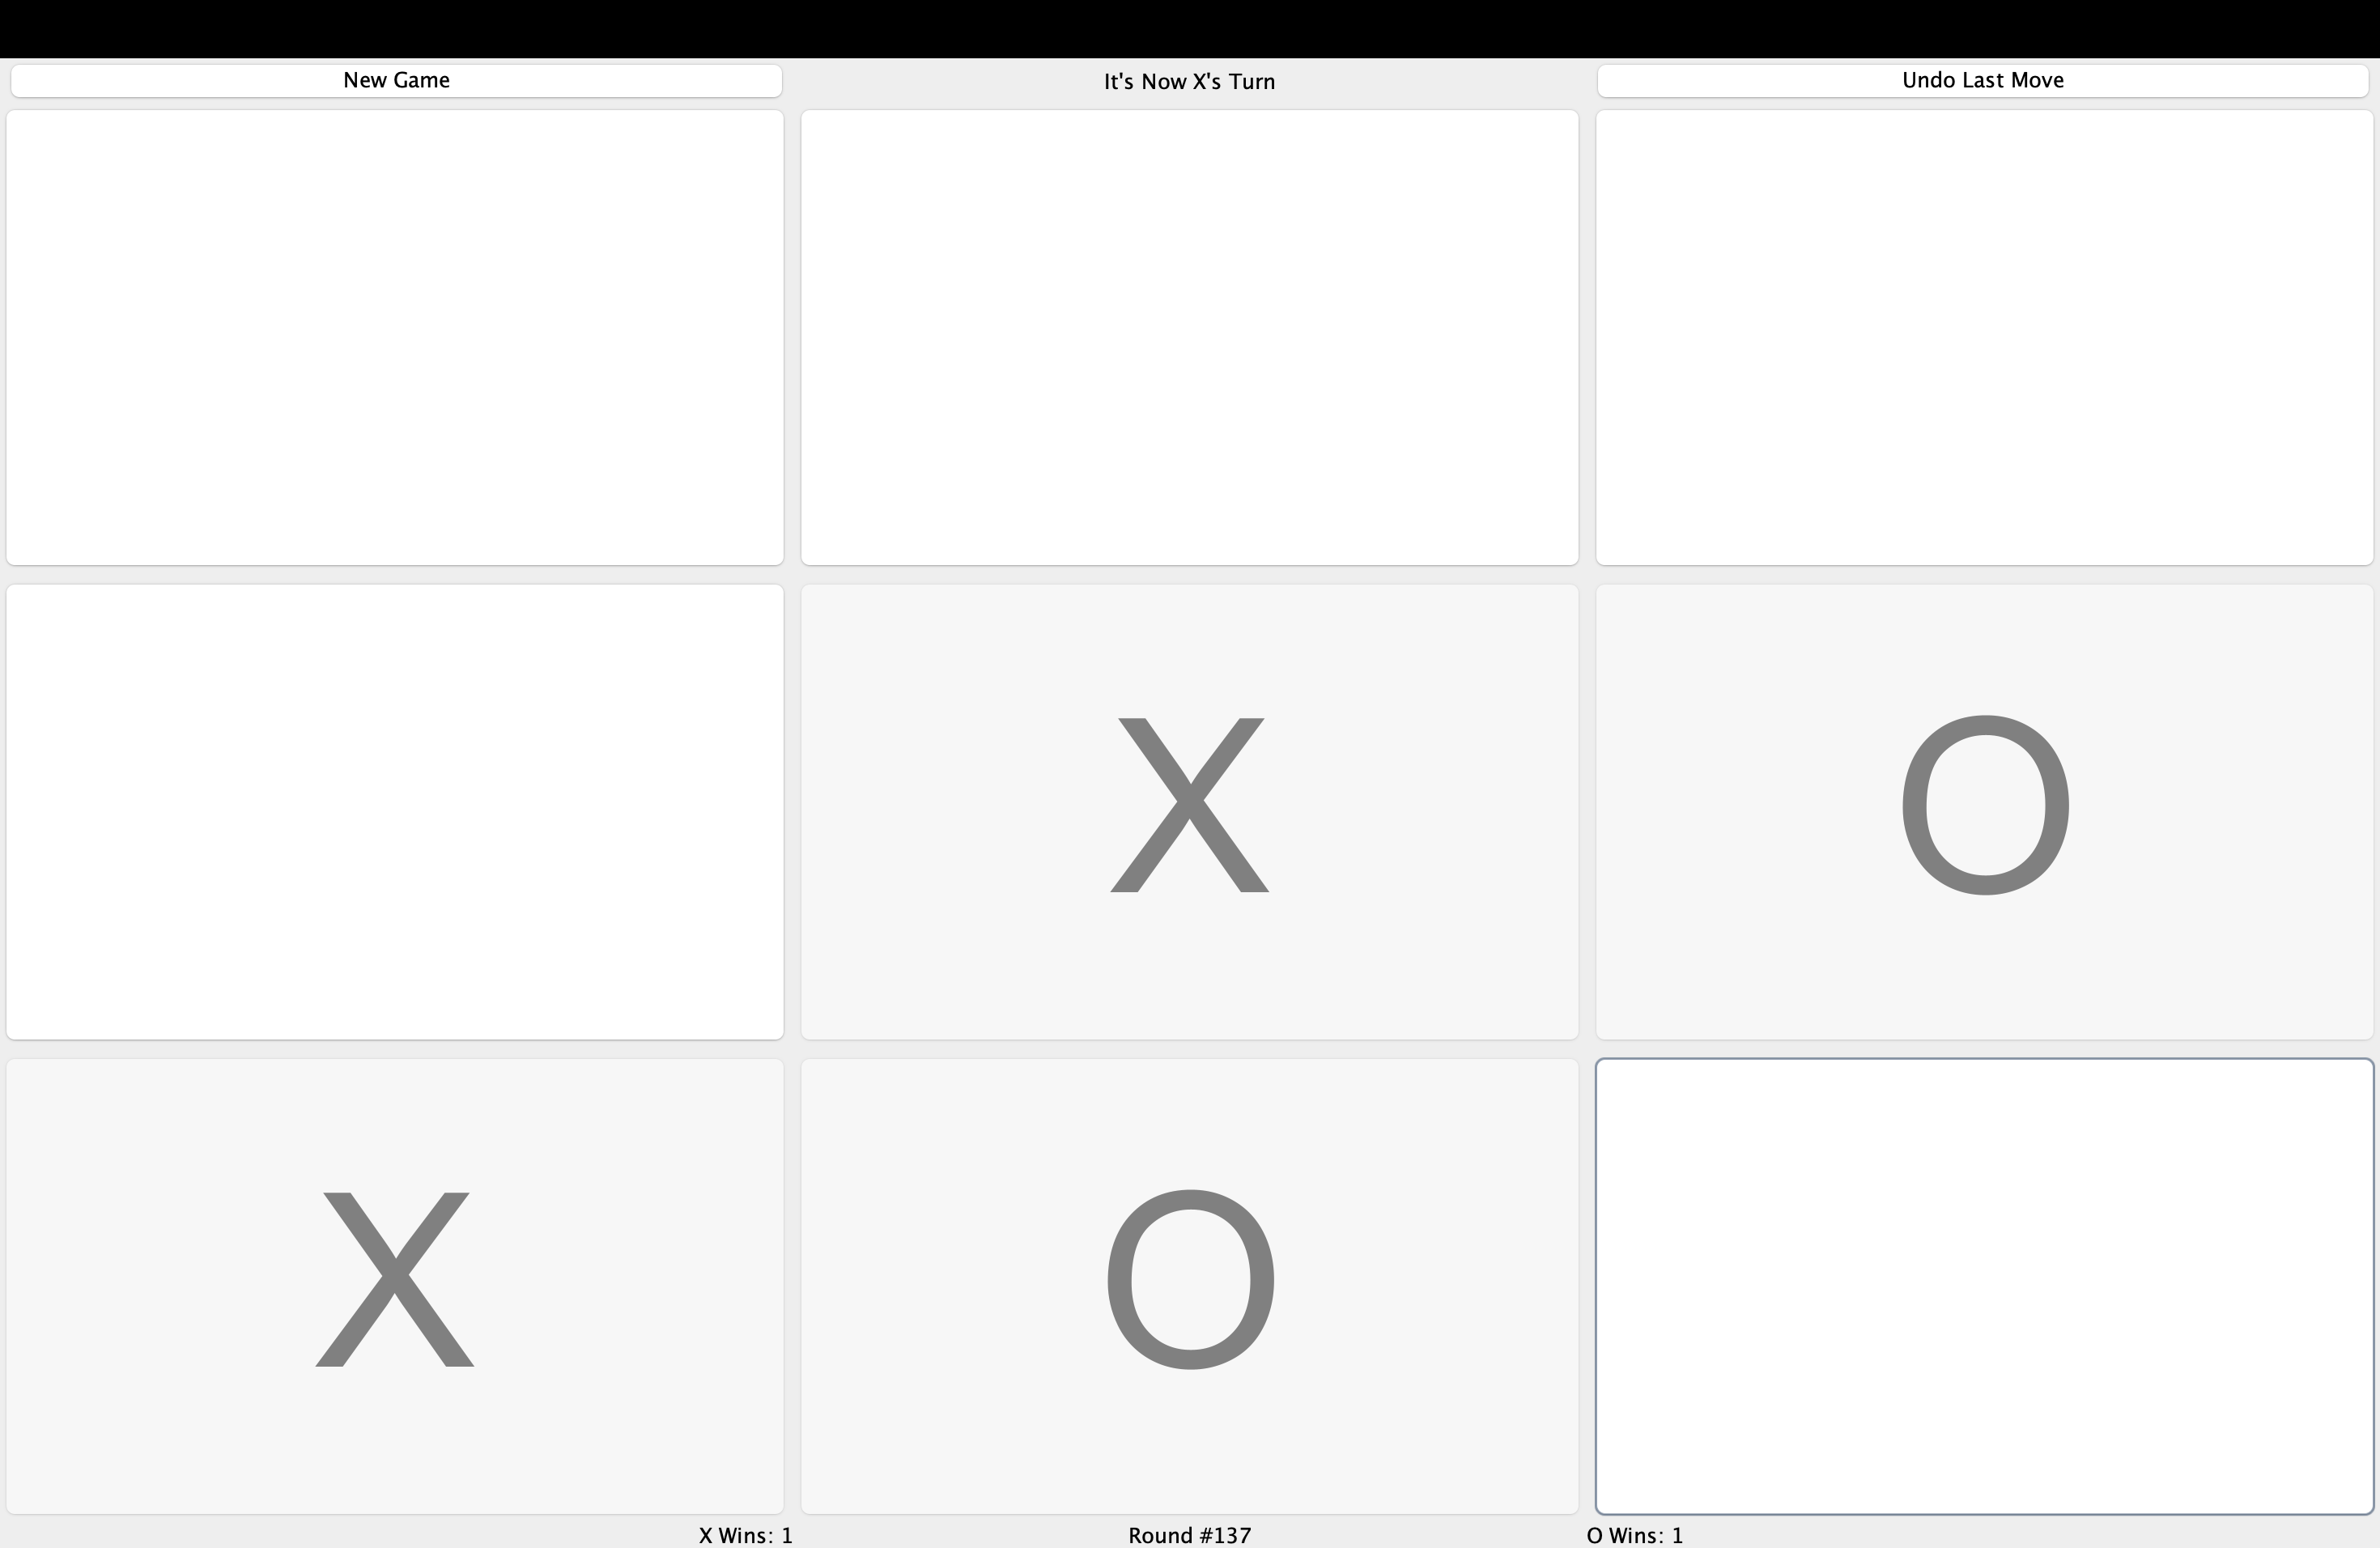 New Game It's Now X's Turn Undo Last Move
X O
X O
X Wins: 1 Round #137 O Wins: 1